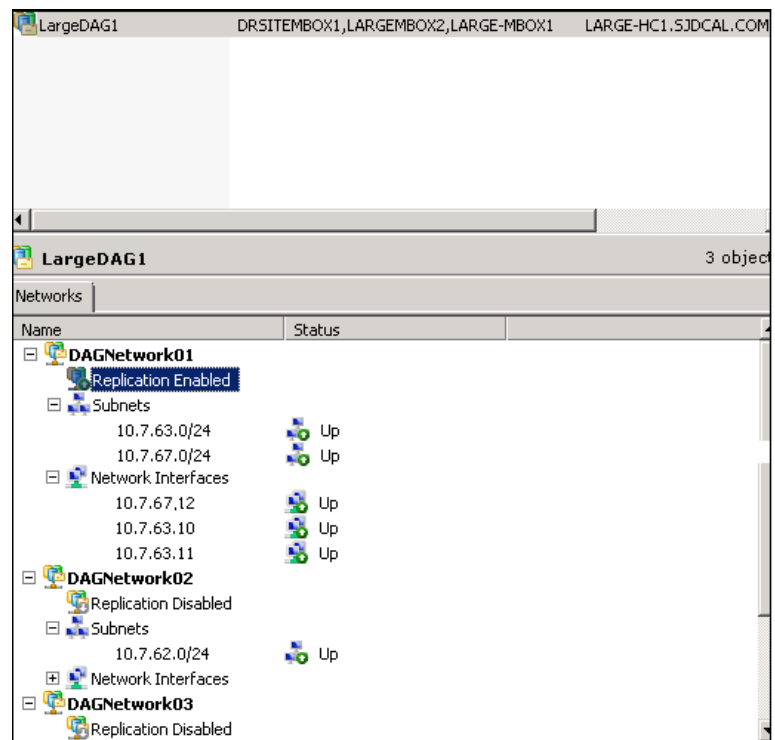 LargeDAG1 DRSITEMBOX1,LARGEMBOX2,LARGE-MBOX1 LARGE-HC1.SJDCAL.COM
LargeDAG1 3 object
Networks
Name Status
DAGNetwork01
Replication Enabled
Subnets
10.7.63.0/24 Up
10.7.67.0/24 Up
Network Interfaces
10.7.67.12 Up
10.7.63.10 Up
10.7.63.11 Up
DAGNetwork02
Replication Disabled
Subnets
10.7.62.0/24 Up
Network Interfaces
DAGNetwork03
Replication Disabled